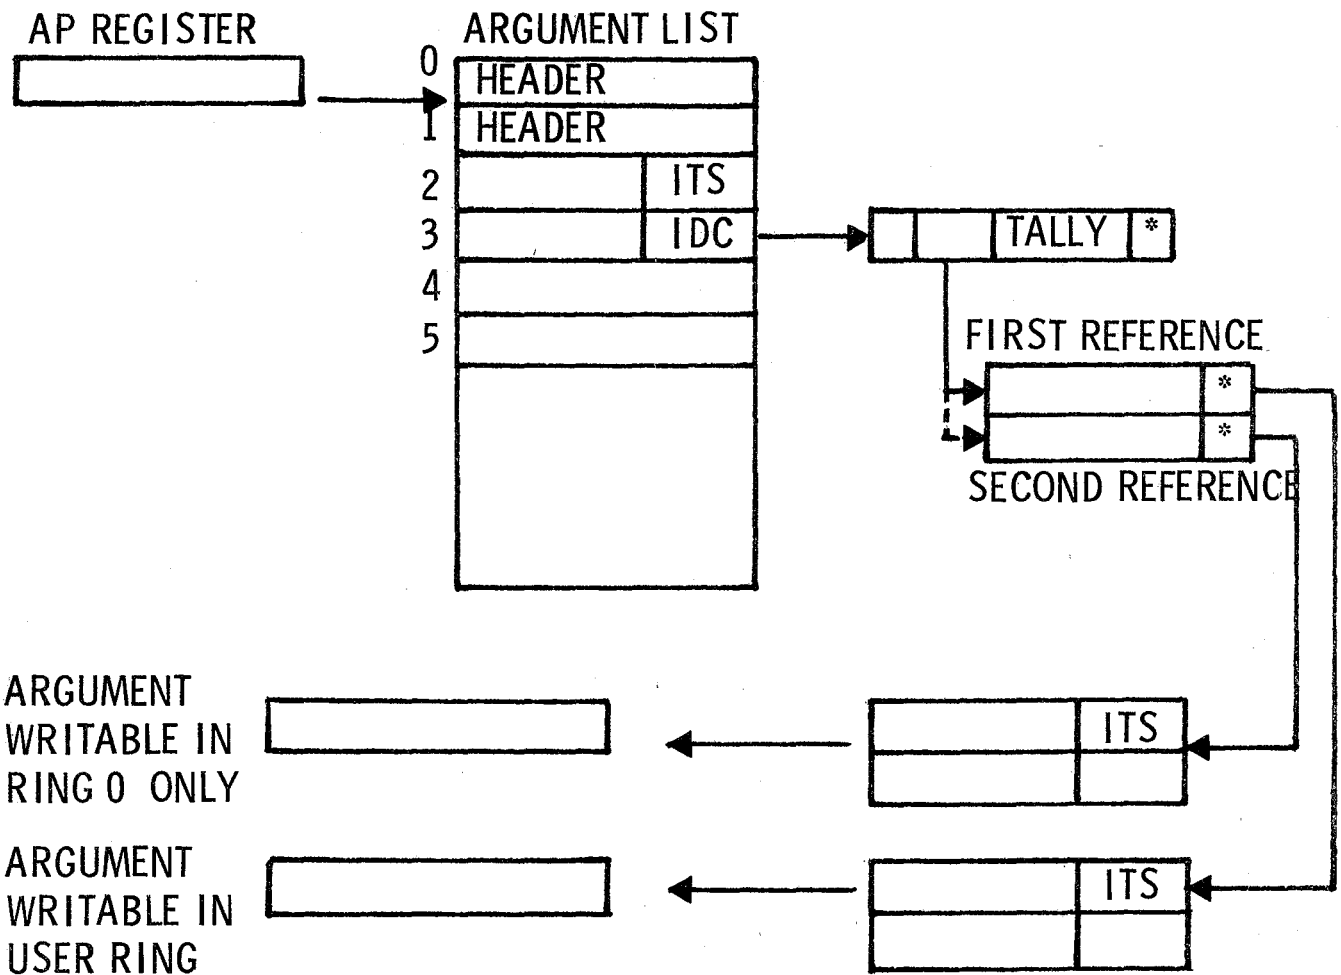 AP REGISTER
ARGUMENT LIST
0
HEADER
1
HEADER
2
ITS
3
IDC
TALLY *
4
5
FIRST REFERENCE
*
*
SECOND REFERENCE
ARGUMENT
WRITABLE IN
RING 0 ONLY
ITS
ARGUMENT
WRITABLE IN
USER RING
ITS